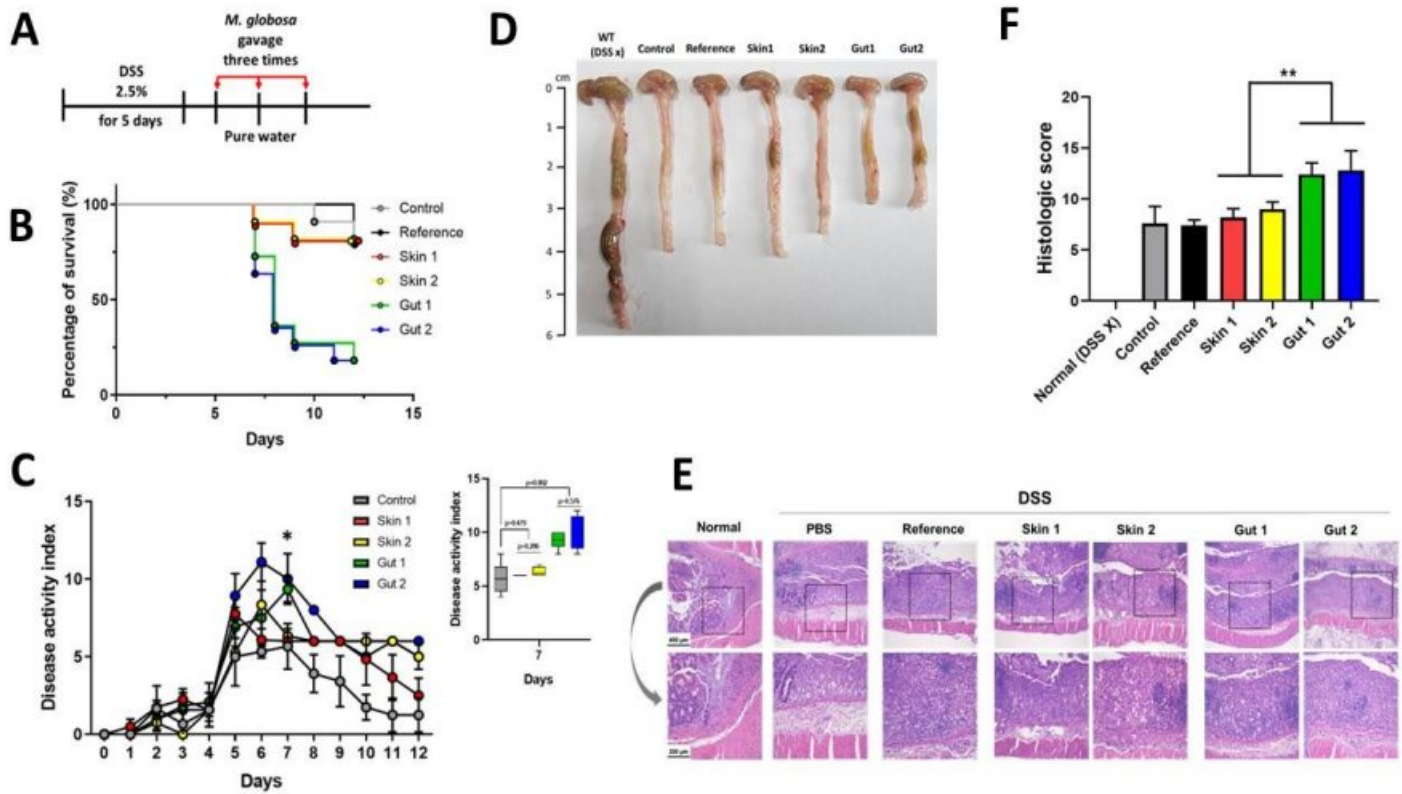 A
M. globosa
gavage
three times
DSS
2.5%
for 5 days
Pure water
B
Percentage of survival (%)
100
50
0
0 5 10 15
Days
Control
Reference
Skin 1
Skin 2
Gut 1
Gut 2
C
Disease activity index
15
10
5
0
*
0 1 2 3 4 5 6 7 8 9 10 11 12
Days
Control
Skin 1
Skin 2
Gut 1
Gut 2
Disease activity index
15
10
5
0
7
Days
D
WT
(DSS x) Control Reference Skin1 Skin2 Gut1 Gut2
cm
0
1
2
3
4
5
6
E
DSS
Normal PBS Reference Skin 1 Skin 2 Gut 1 Gut 2
400 µm
200 µm
F
Histologic score
20
15
10
5
0
**
Normal (DSS X)
Control
Reference
Skin 1
Skin 2
Gut 1
Gut 2